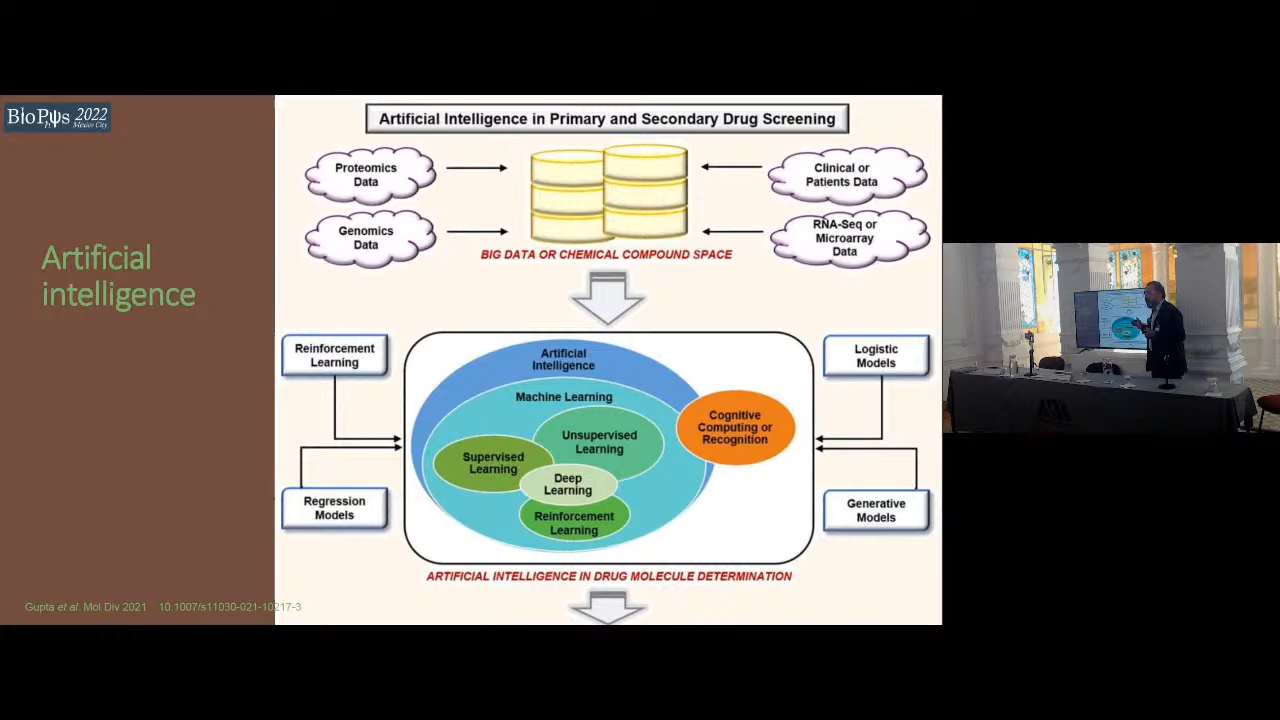 BioPhψs 2022
Mexico City
Artificial
intelligence
Gupta et al. Mol Div 2021 10.1007/s11030-021-10217-3
Artificial Intelligence in Primary and Secondary Drug Screening
Proteomics
Data
Genomics
Data
Clinical or
Patients Data
RNA-Seq or
Microarray
Data
BIG DATA OR CHEMICAL COMPOUND SPACE
Reinforcement
Learning
Regression
Models
Logistic
Models
Generative
Models
Artificial
Intelligence
Machine Learning
Unsupervised
Learning
Supervised
Learning
Deep
Learning
Reinforcement
Learning
Cognitive
Computing or
Recognition
ARTIFICIAL INTELLIGENCE IN DRUG MOLECULE DETERMINATION